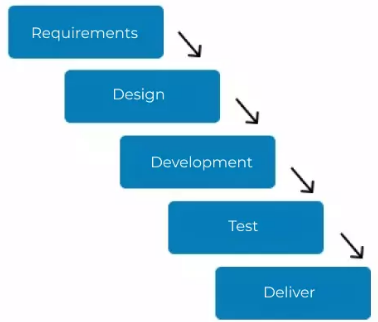 Requirements
Design
Development
Test
Deliver